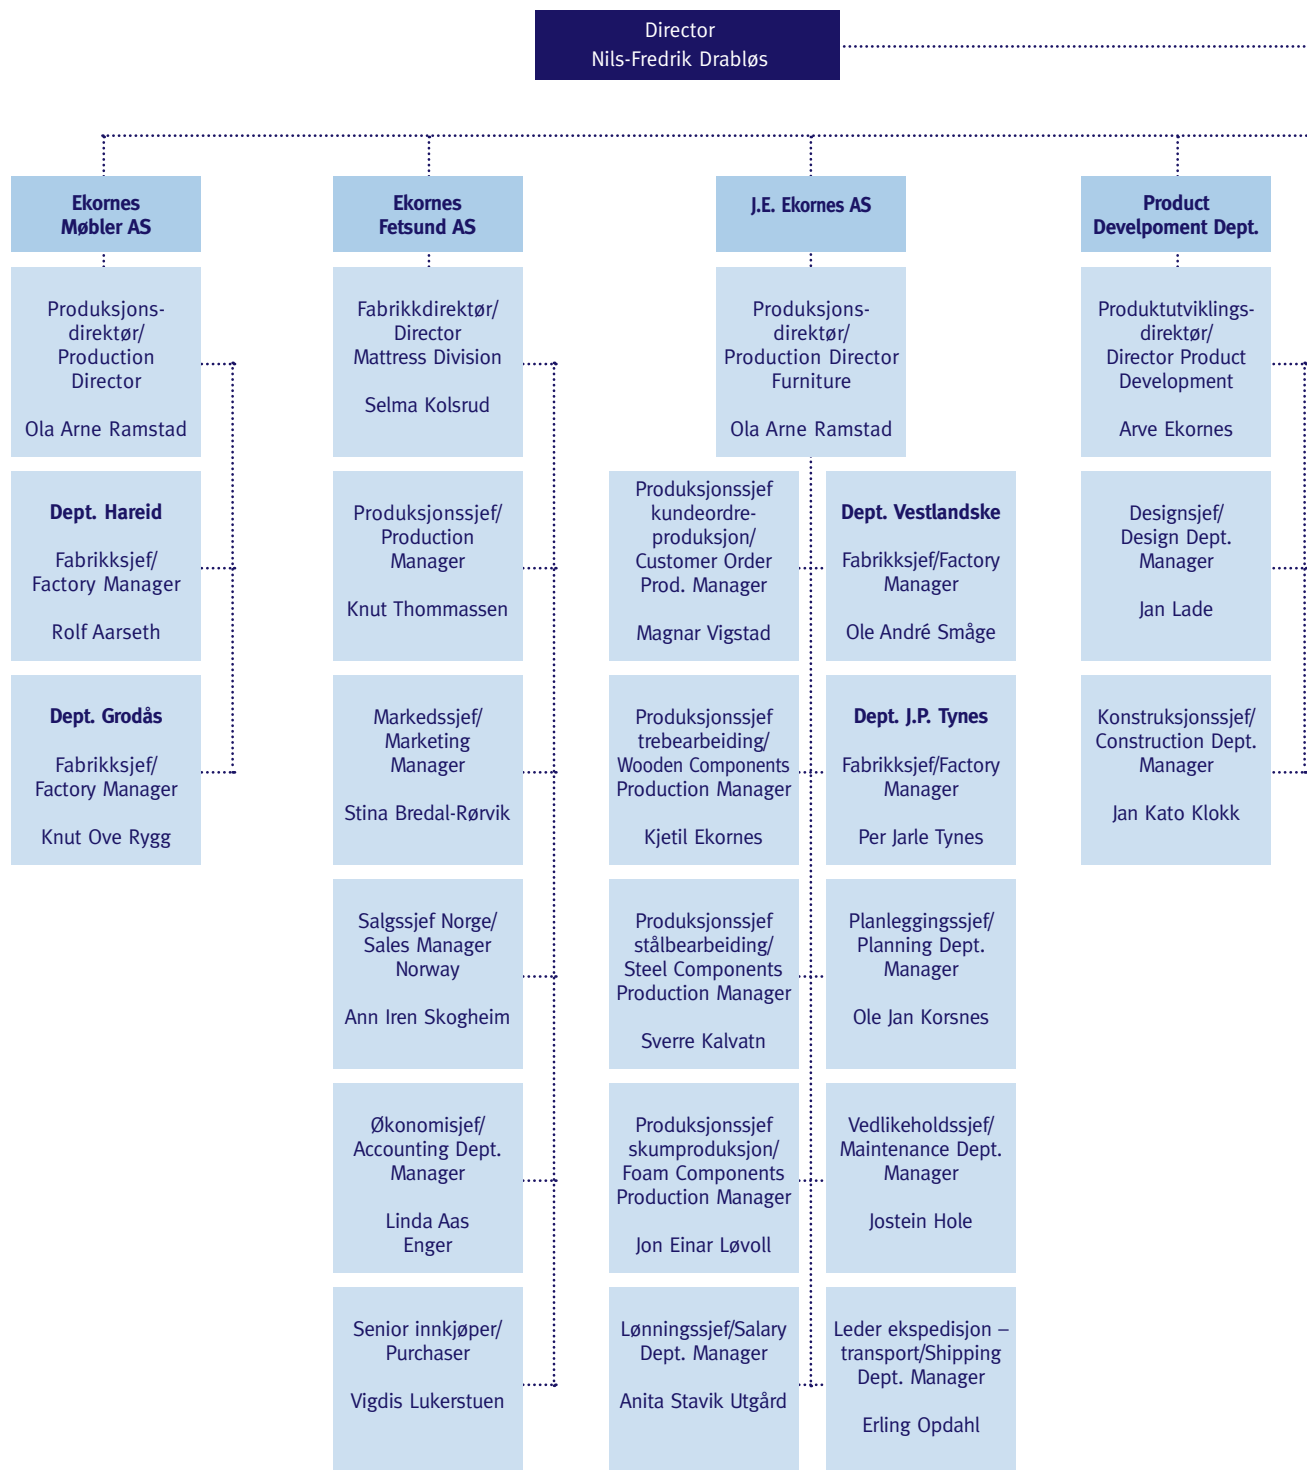 Director
Nils-Fredrik Drabløs
Ekornes
Møbler AS
Produksjons-
direktør/
Production
Director
Ola Arne Ramstad
Dept. Hareid
Fabrikksjef/
Factory Manager
Rolf Aarseth
Dept. Grodås
Fabrikksjef/
Factory Manager
Knut Ove Rygg
Ekornes
Fetsund AS
Fabrikkdirektør/
Director
Mattress Division
Selma Kolsrud
Produksjonssjef/
Production
Manager
Knut Thommassen
Markedssjef/
Marketing
Manager
Stina Bredal-Rørvik
Salgssjef Norge/
Sales Manager
Norway
Ann Iren Skogheim
Økonomisjef/
Accounting Dept.
Manager
Linda Aas
Enger
Senior innkjøper/
Purchaser
Vigdis Lukerstuen
J.E. Ekornes AS
Produksjons-
direktør/
Production Director
Furniture
Ola Arne Ramstad
Produksjonssjef
kundeordre-
produksjon/
Customer Order
Prod. Manager
Magnar Vigstad
Produksjonssjef
trebearbeiding/
Wooden Components
Production Manager
Kjetil Ekornes
Produksjonssjef
stålbearbeiding/
Steel Components
Production Manager
Sverre Kalvatn
Produksjonssjef
skumproduksjon/
Foam Components
Production Manager
Jon Einar Løvoll
Lønningssjef/Salary
Dept. Manager
Anita Stavik Utgård
Dept. Vestlandske
Fabrikksjef/Factory
Manager
Ole André Småge
Dept. J.P. Tynes
Fabrikksjef/Factory
Manager
Per Jarle Tynes
Planleggingssjef/
Planning Dept.
Manager
Ole Jan Korsnes
Vedlikeholdssjef/
Maintenance Dept.
Manager
Jostein Hole
Leder ekspedisjon –
transport/Shipping
Dept. Manager
Erling Opdahl
Product
Develpoment Dept.
Produktutviklings-
direktør/
Director Product
Development
Arve Ekornes
Designsjef/
Design Dept.
Manager
Jan Lade
Konstruksjonssjef/
Construction Dept.
Manager
Jan Kato Klokk